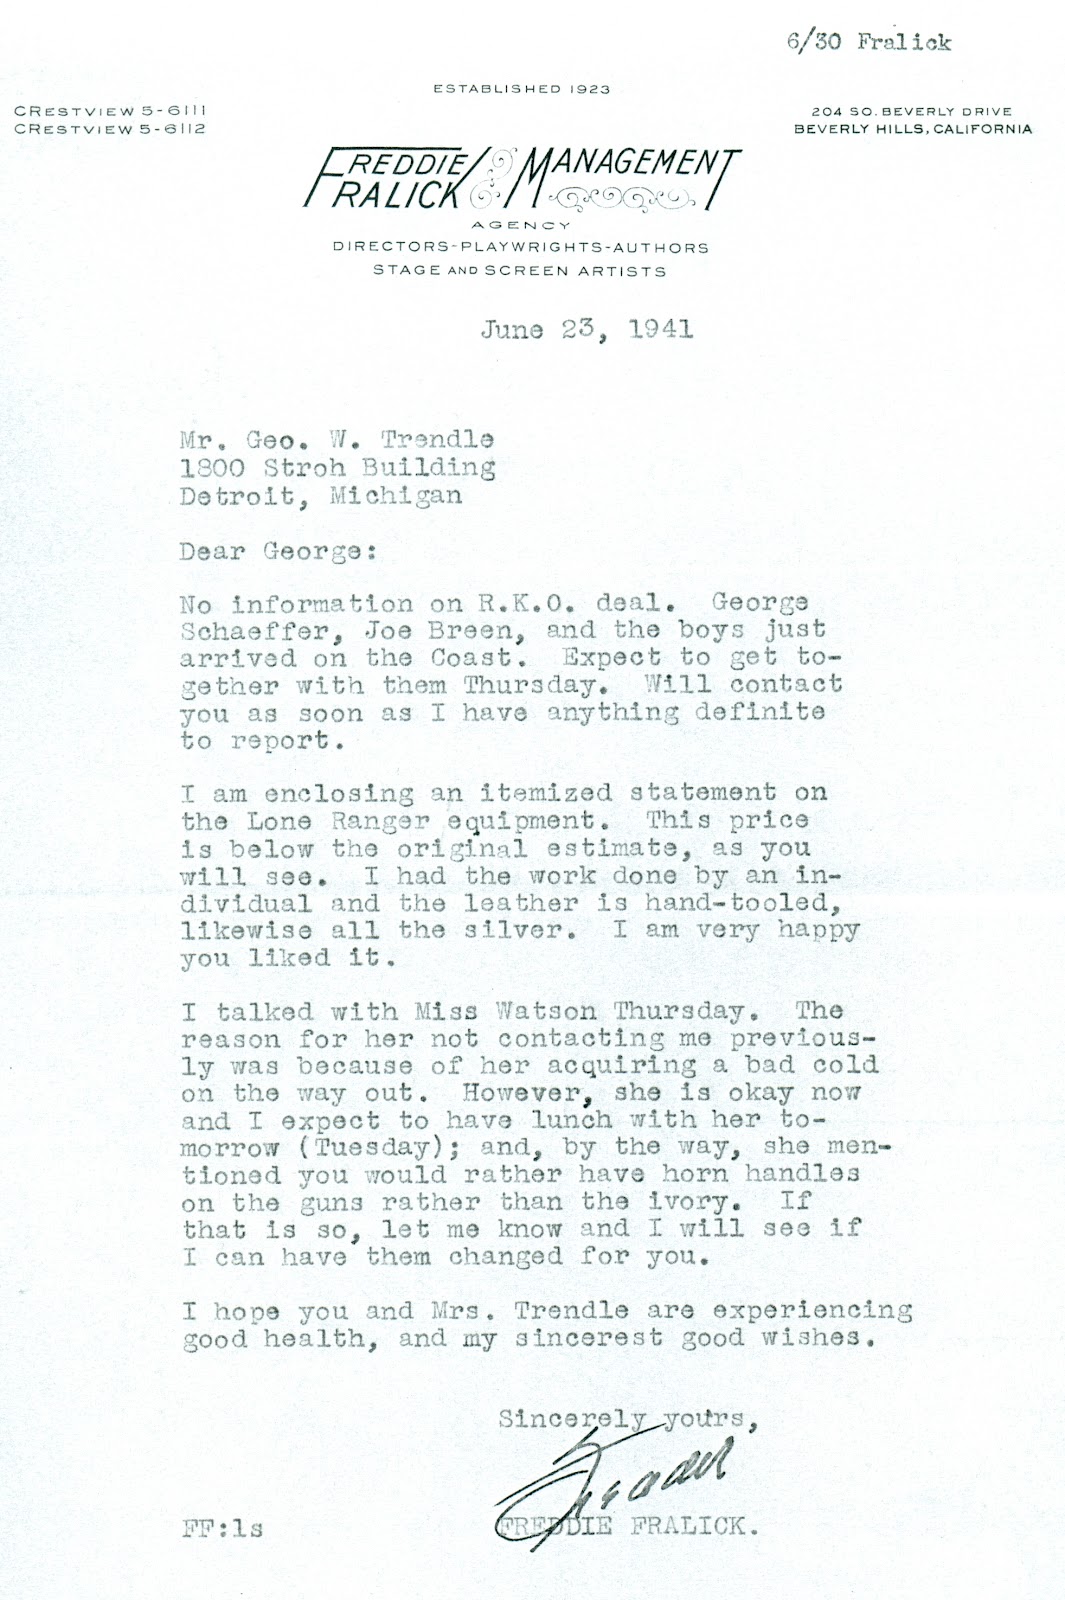 6/30 Fralick
ESTABLISHED 1923
CRESTVIEW 5-6111
CRESTVIEW 5-6112
204 SO. BEVERLY DRIVE
BEVERLY HILLS, CALIFORNIA
FREDDIE FRALICK MANAGEMENT
AGENCY
DIRECTORS-PLAYWRIGHTS-AUTHORS
STAGE AND SCREEN ARTISTS
June 23, 1941
Mr. Geo. W. Trendle
1800 Stroh Building
Detroit, Michigan
Dear George:
No information on R.K.O. deal. George
Schaeffer, Joe Breen, and the boys just
arrived on the Coast. Expect to get to-
gether with them Thursday. Will contact
you as soon as I have anything definite
to report.
I am enclosing an itemized statement on
the Lone Ranger equipment. This price
is below the original estimate, as you
will see. I had the work done by an in-
dividual and the leather is hand-tooled,
likewise all the silver. I am very happy
you liked it.
I talked with Miss Watson Thursday. The
reason for her not contacting me previous-
ly was because of her acquiring a bad cold
on the way out. However, she is okay now
and I expect to have lunch with her to-
morrow (Tuesday); and, by the way, she men-
tioned you would rather have horn handles
on the guns rather than the ivory. If
that is so, let me know and I will see if
I can have them changed for you.
I hope you and Mrs. Trendle are experiencing
good health, and my sincerest good wishes.
Sincerely yours,
FF:ls
FREDDIE FRALICK.